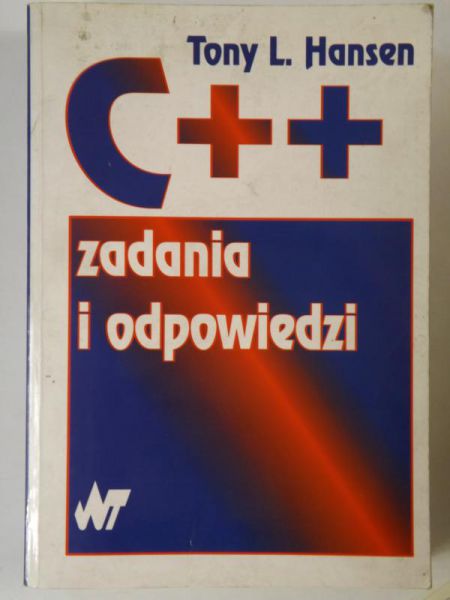 Tony L. Hansen
C++
zadania
i odpowiedzi
WNT